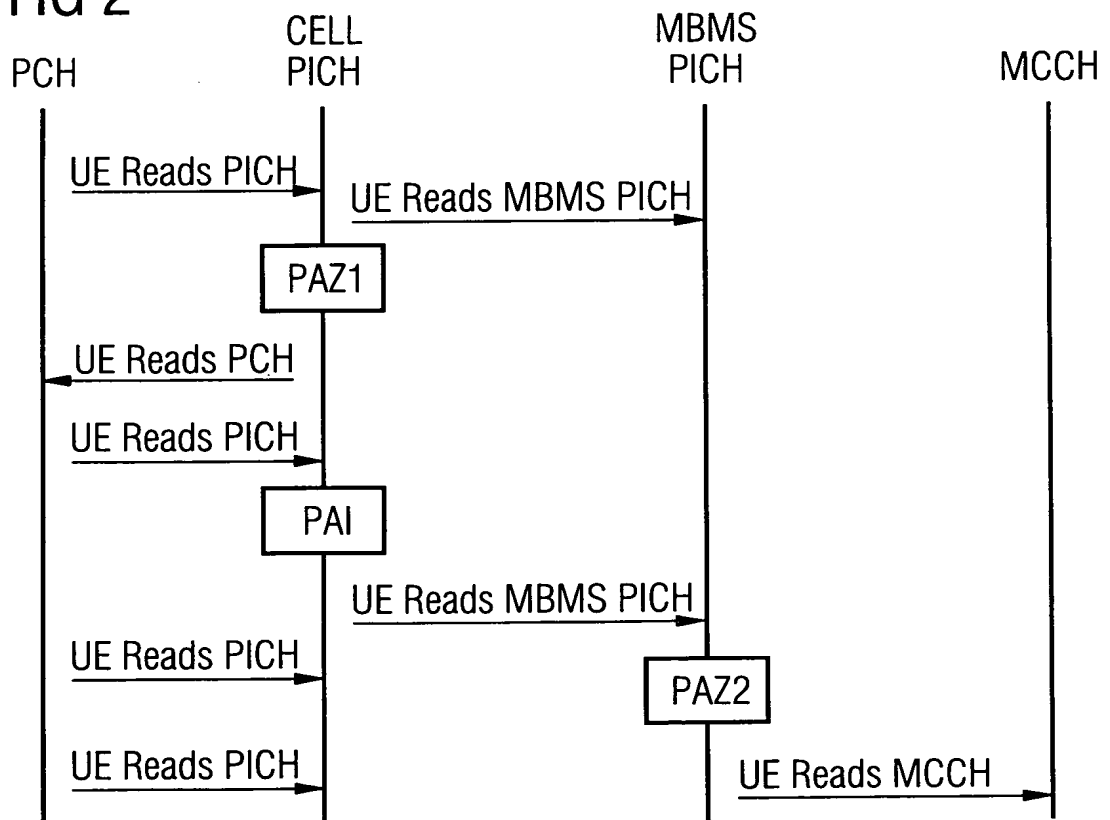 FIG 2
PCH
CELL
PICH
MBMS
PICH
MCCH
UE Reads PICH
UE Reads MBMS PICH
PAZ1
UE Reads PCH
UE Reads PICH
PAI
UE Reads MBMS PICH
UE Reads PICH
PAZ2
UE Reads PICH
UE Reads MCCH